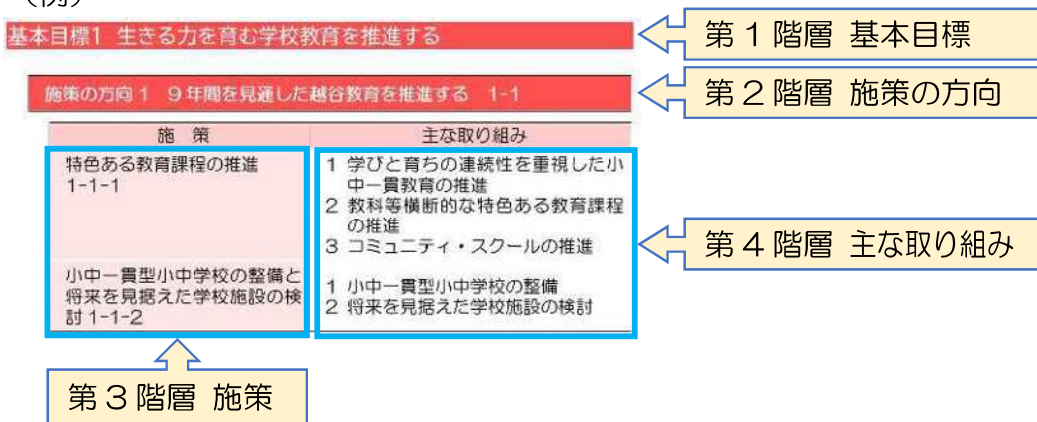 （例）
基本目標1 生きる力を育む学校教育を推進する
第１階層 基本目標
施策の方向１ ９年間を見通した越谷教育を推進する 1-1
第２階層 施策の方向
施 策
主な取り組み
特色ある教育課程の推進
1-1-1
1 学びと育ちの連続性を重視した小
中一貫教育の推進
2 教科等横断的な特色ある教育課程
の推進
3 コミュニティ・スクールの推進
第４階層 主な取り組み
小中一貫型小中学校の整備と
将来を見据えた学校施設の検
討 1-1-2
1 小中一貫型小中学校の整備
2 将来を見据えた学校施設の検討
第３階層 施策